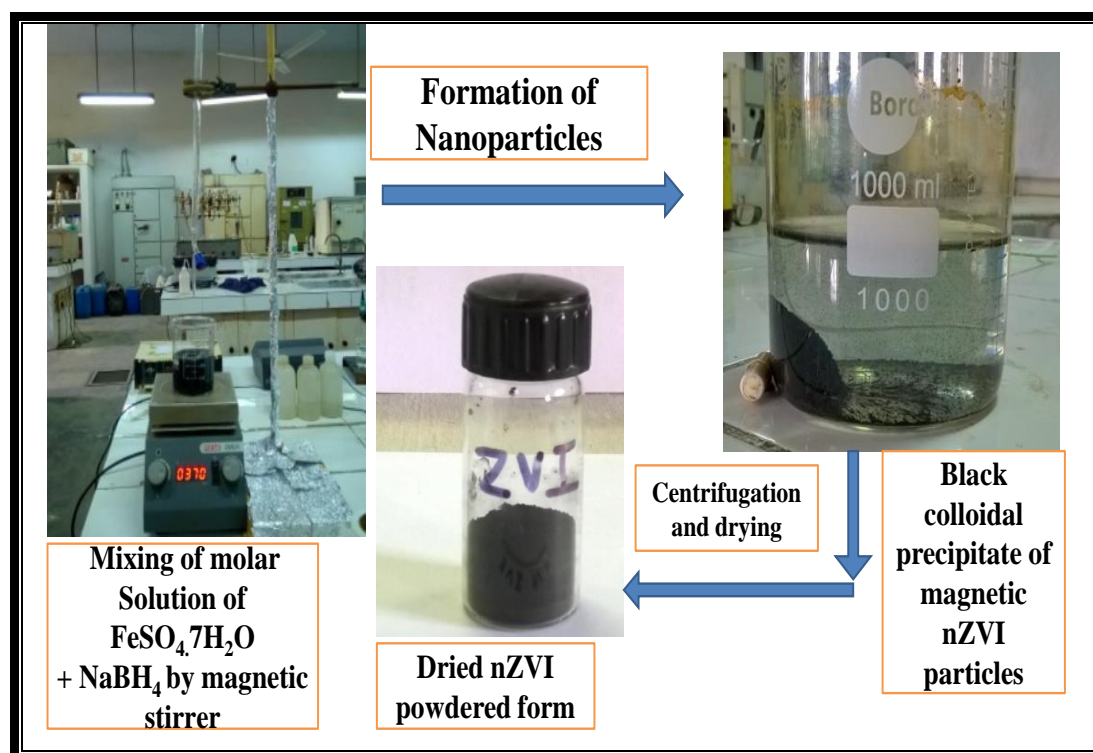 Formation of
Nanoparticles
Boro
1000 ml
1000
0370
ZVI
Centrifugation
and drying
Black
colloidal
precipitate of
magnetic
nZVI
particles
Mixing of molar
Solution of
FeSO₄.7H₂O
+ NaBH₄ by magnetic
stirrer
Dried nZVI
powdered form